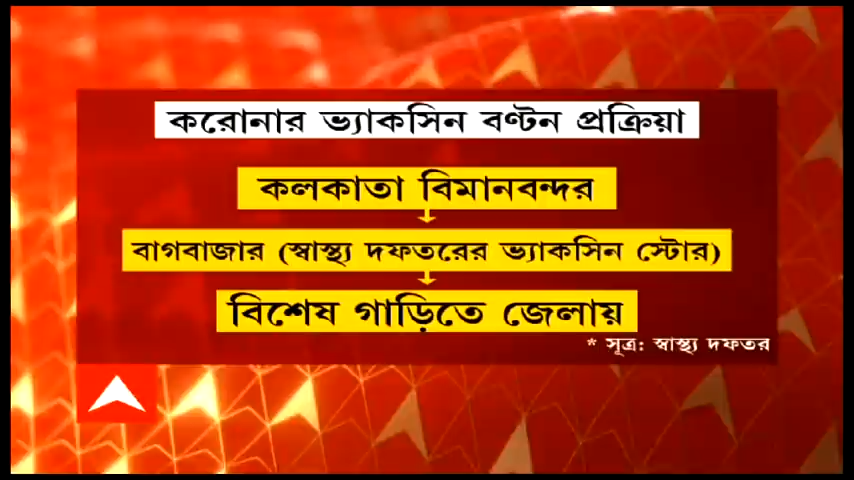 করোনার ভ্যাকসিন বণ্টন প্রক্রিয়া
কলকাতা বিমানবন্দর
বাগবাজার (স্বাস্থ্য দফতরের ভ্যাকসিন স্টোর)
বিশেষ গাড়িতে জেলায়
* সূত্র: স্বাস্থ্য দফতর